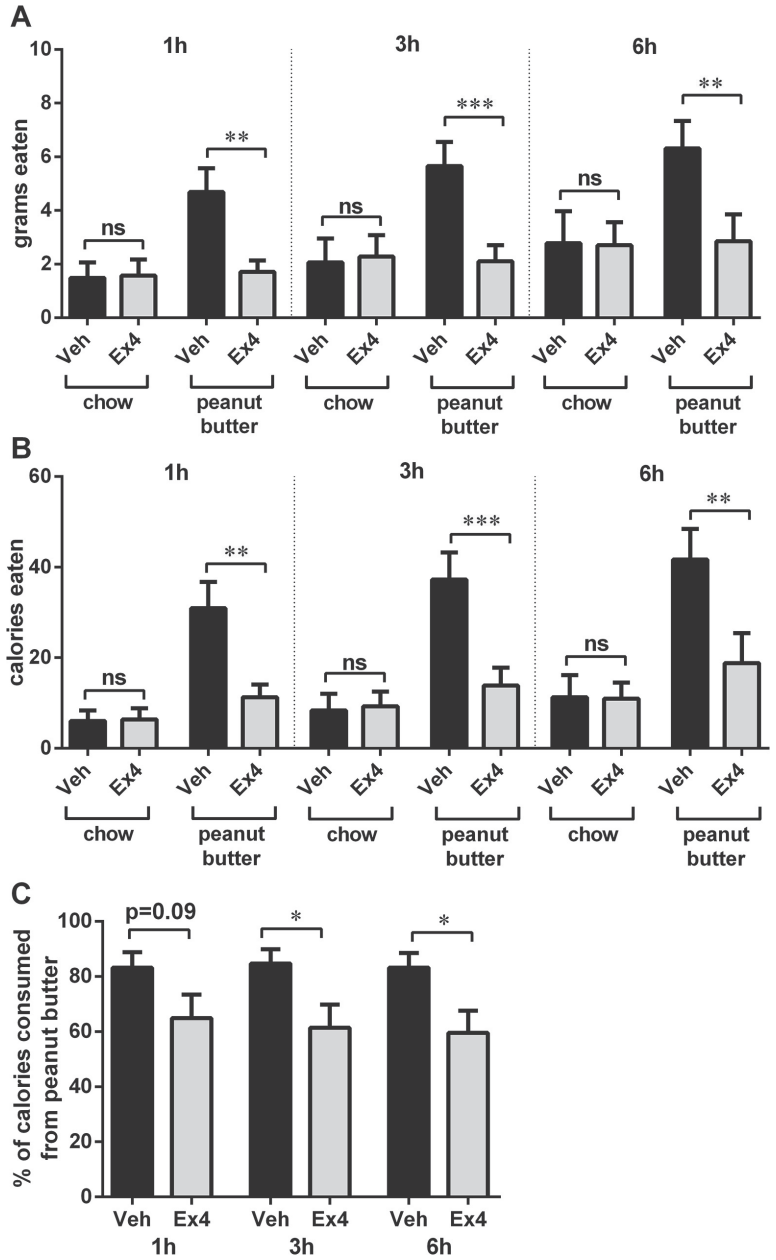 A
1h 3h 6h
grams eaten
10
8
6
4
2
0
ns ** ns *** ns **
Veh Ex4 Veh Ex4 Veh Ex4 Veh Ex4 Veh Ex4 Veh Ex4
chow peanut chow peanut chow peanut
butter butter butter
B
1h 3h 6h
calories eaten
60
40
20
0
ns ** ns *** ns **
Veh Ex4 Veh Ex4 Veh Ex4 Veh Ex4 Veh Ex4 Veh Ex4
chow peanut chow peanut chow peanut
butter butter butter
C
% of calories consumed
from peanut butter
100
80
60
40
20
0
p=0.09 * *
Veh Ex4 Veh Ex4 Veh Ex4
1h 3h 6h